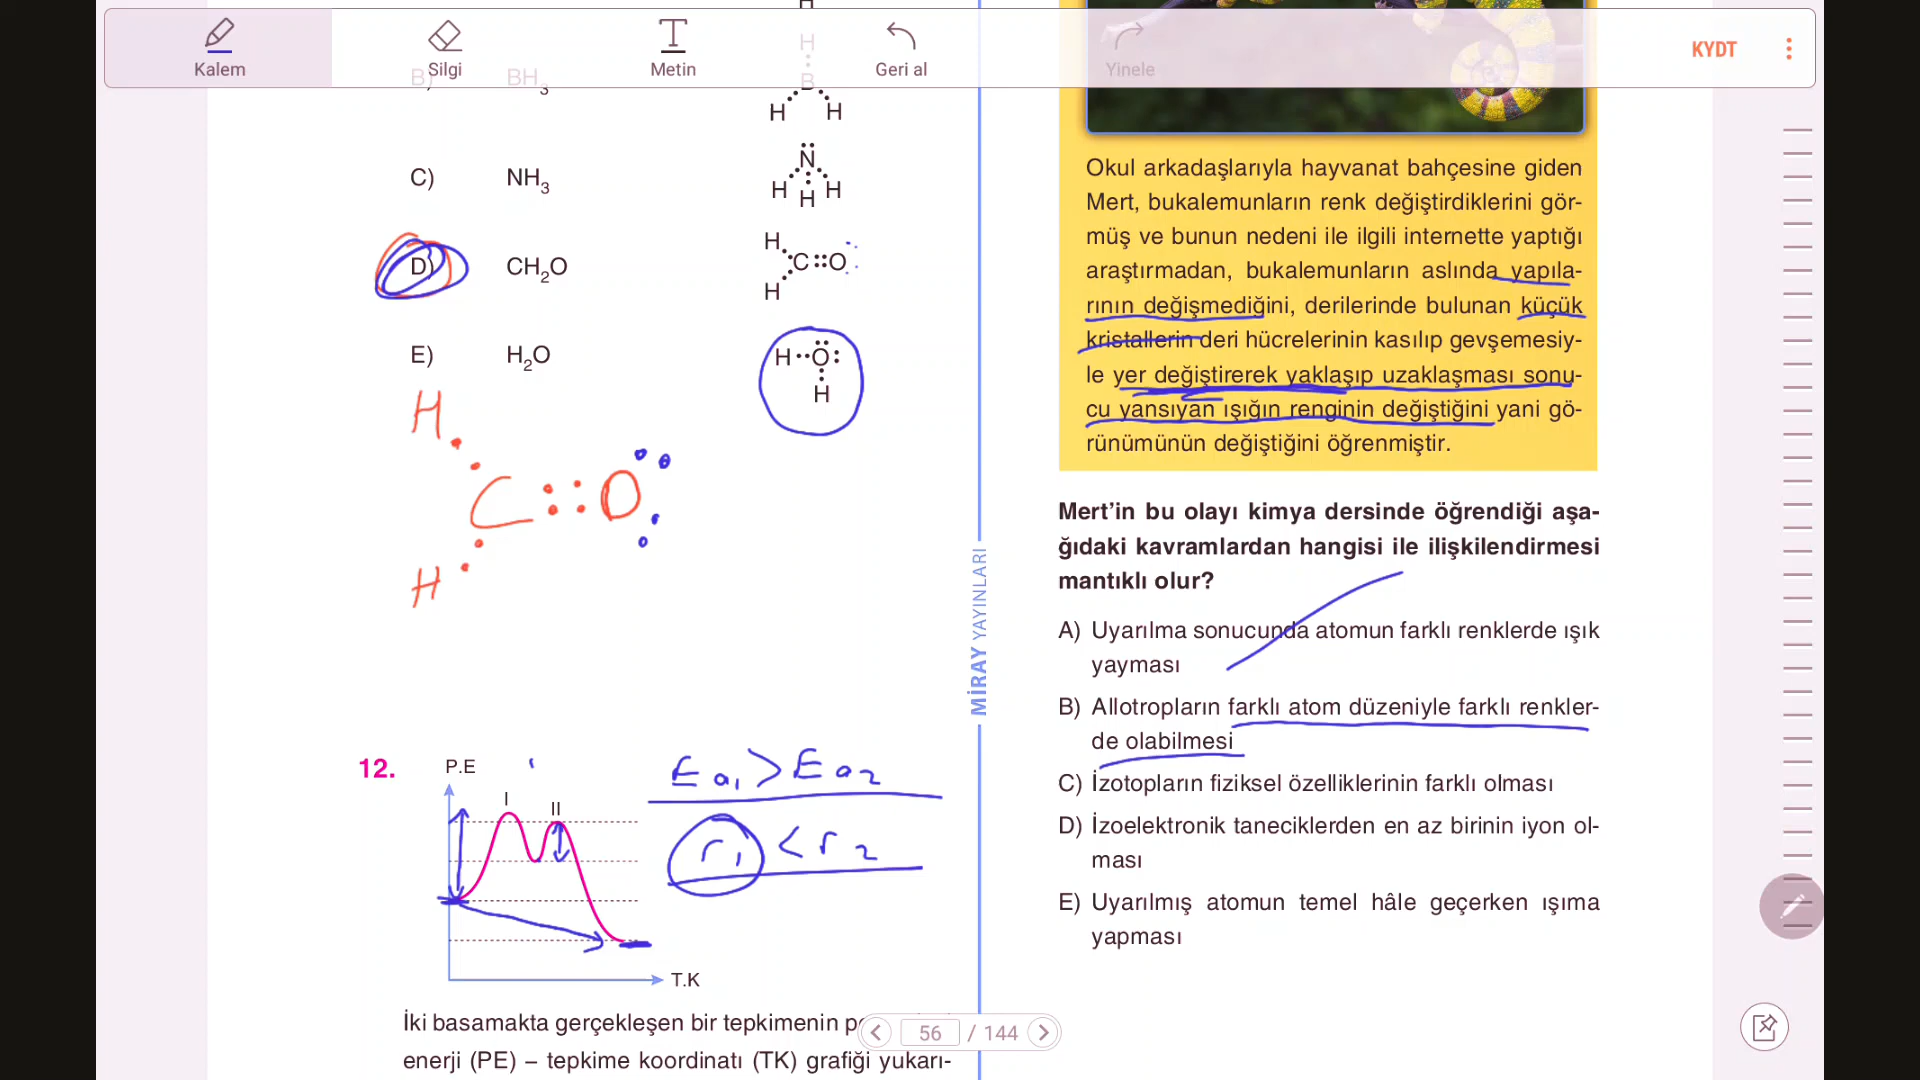 Kalem
Silgi
Metin
Geri al
Yinele
KYDT
H
H
B) BH3
B
H H
C) NH3
N
H H H
D) CH2O
H
C::O
H
E) H2O
H O
H
H
C::O
H
12.
P.E
I
II
T.K
Ea1 > Ea2
r1 < r2
İki basamakta gerçekleşen bir tepkimenin
enerji (PE) – tepkime koordinatı (TK) grafiği yukarı-
MİRAY YAYINLARI
Okul arkadaşlarıyla hayvanat bahçesine giden
Mert, bukalemunların renk değiştirdiklerini gör-
müş ve bunun nedeni ile ilgili internette yaptığı
araştırmadan, bukalemunların aslında yapıla-
rının değişmediğini, derilerinde bulunan küçük
kristallerin deri hücrelerinin kasılıp gevşemesiy-
le yer değiştirerek yaklaşıp uzaklaşması sonu-
cu yansıyan ışığın renginin değiştiğini yani gö-
rünümünün değiştiğini öğrenmiştir.
Mert'in bu olayı kimya dersinde öğrendiği aşa-
ğıdaki kavramlardan hangisi ile ilişkilendirmesi
mantıklı olur?
A) Uyarılma sonucunda atomun farklı renklerde ışık
yayması
B) Allotropların farklı atom düzeniyle farklı renkler-
de olabilmesi
C) İzotopların fiziksel özelliklerinin farklı olması
D) İzoelektronik taneciklerden en az birinin iyon ol-
ması
E) Uyarılmış atomun temel hâle geçerken ışıma
yapması
56 / 144